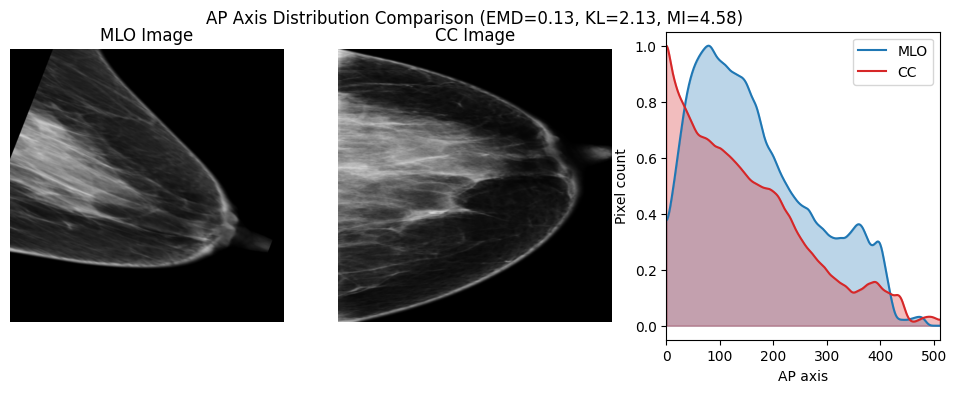 AP Axis Distribution Comparison (EMD=0.13, KL=2.13, MI=4.58)
MLO Image
CC Image
MLO
CC
Pixel count
1.0
0.8
0.6
0.4
0.2
0.0
0 100 200 300 400 500
AP axis